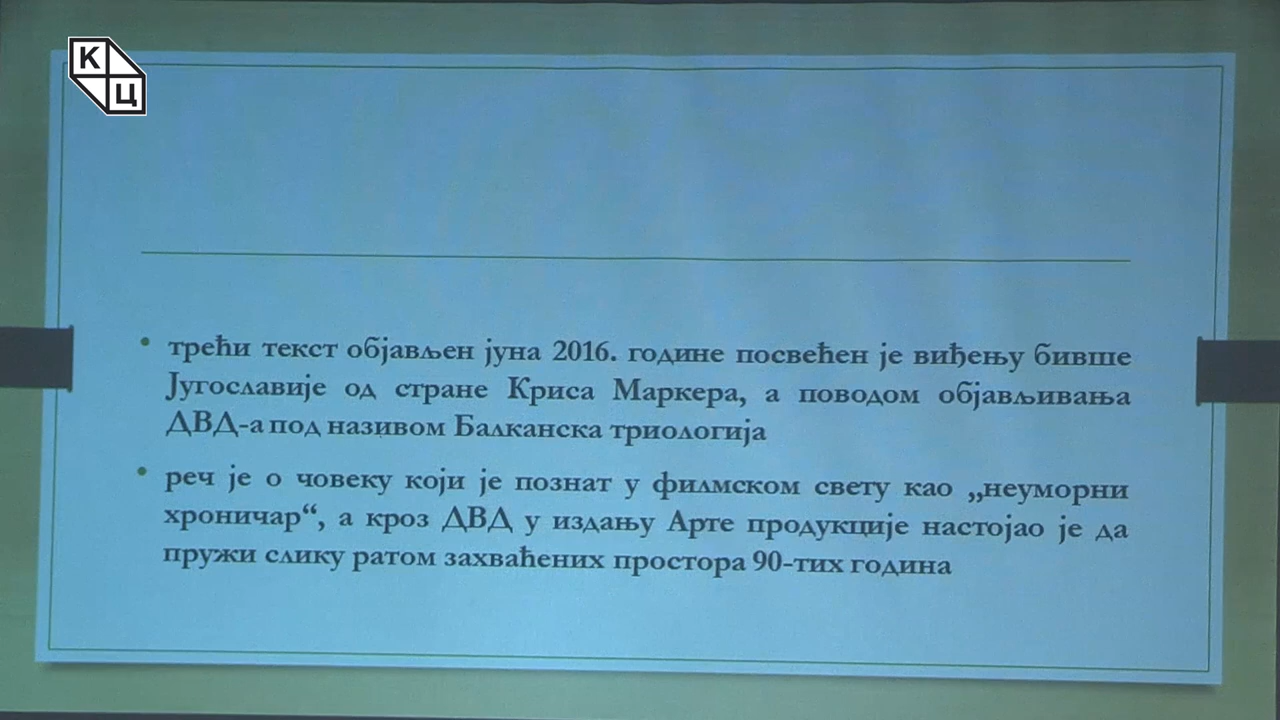 К
Ц
трећи текст објављен јуна 2016. године посвећен је виђењу бивше
Југославије од стране Криса Маркера, а поводом објављивања
ДВД-а под називом Балканска триологија
реч је о човеку који је познат у филмском свету као „неуморни
хроничар“, а кроз ДВД у издању Арте продукције настојао је да
пружи слику ратом захваћених простора 90-тих година